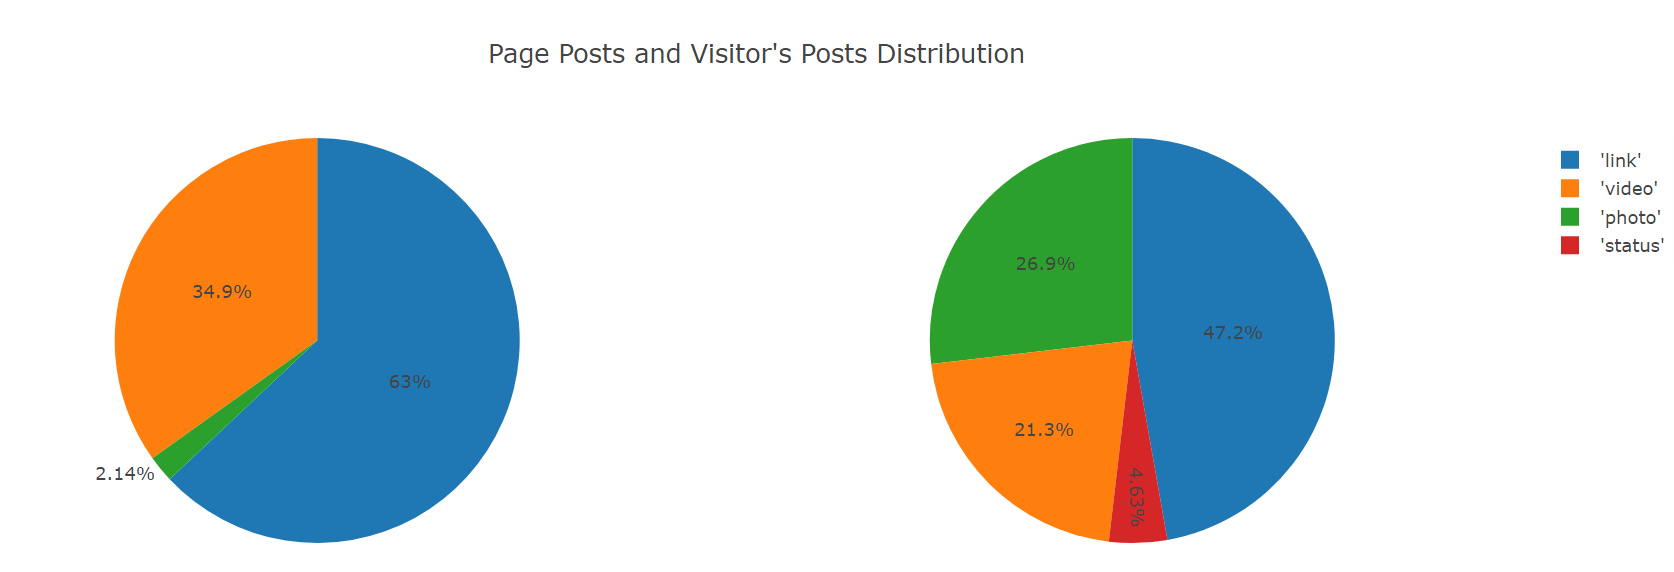 Page Posts and Visitor's Posts Distribution
34.9%
63%
2.14%
26.9%
47.2%
21.3%
4.63%
'link'
'video'
'photo'
'status'